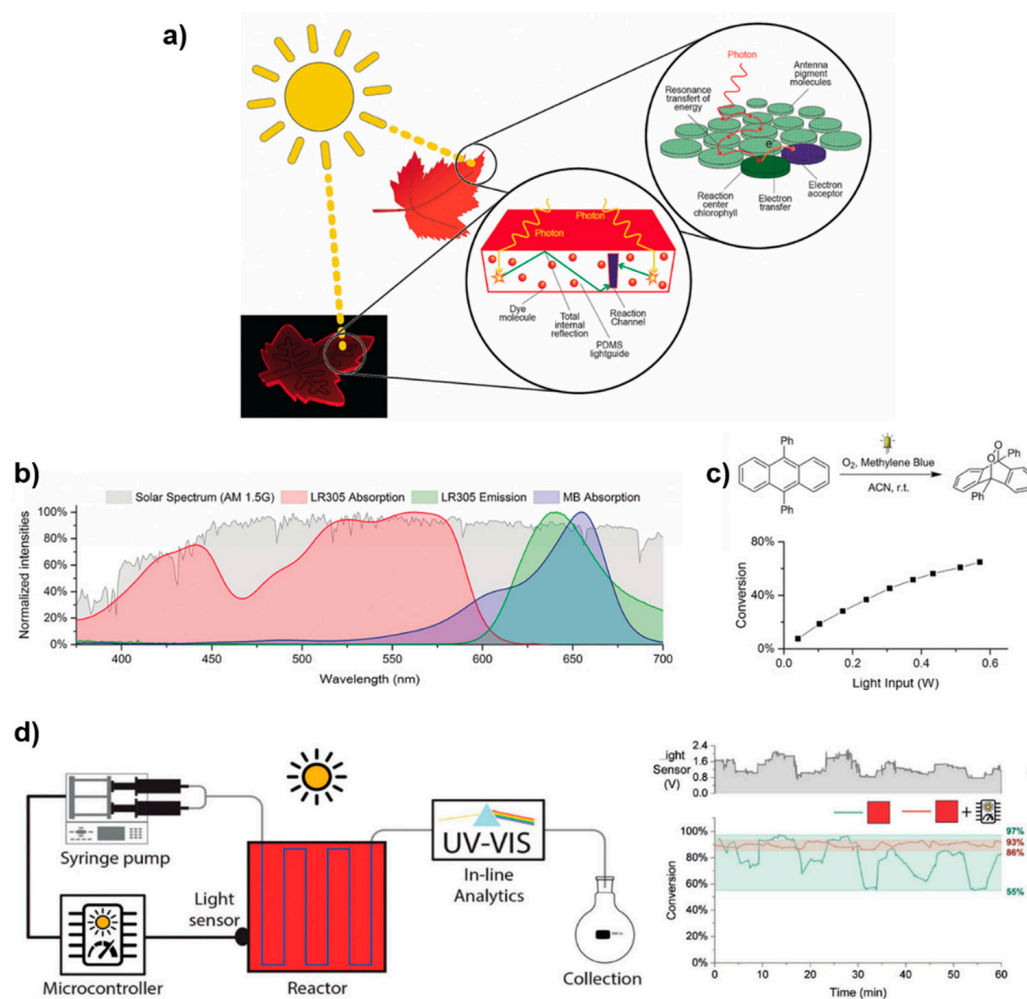 a)
Photon
Antenna
pigment
molecules
Resonance
transfert of
energy
e⁻
Reaction
center
chlorophyll
Electron
transfer
Electron
acceptor
Photon
Photon
Dye
molecule
Total
internal
reflection
PDMS
lightguide
Reaction
Channel
b)
Solar Spectrum (AM 1.5G)
LR305 Absorption
LR305 Emission
MB Absorption
Normalized intensities
100%
80%
60%
40%
20%
0%
400
450
500
550
600
650
700
Wavelength (nm)
c)
Ph
Ph
O₂, Methylene Blue
ACN, r.t.
Ph
O
O
Ph
Conversion
80%
40%
0%
0.0
0.2
0.4
0.6
Light Input (W)
d)
Syringe pump
Light
sensor
Microcontroller
Reactor
UV-VIS
In-line
Analytics
Collection
ight
Sensor
(V)
2.4
1.6
0.8
0.0
+
Conversion
100%
80%
60%
40%
20%
0%
97%
93%
86%
55%
0
10
20
30
40
50
60
Time (min)